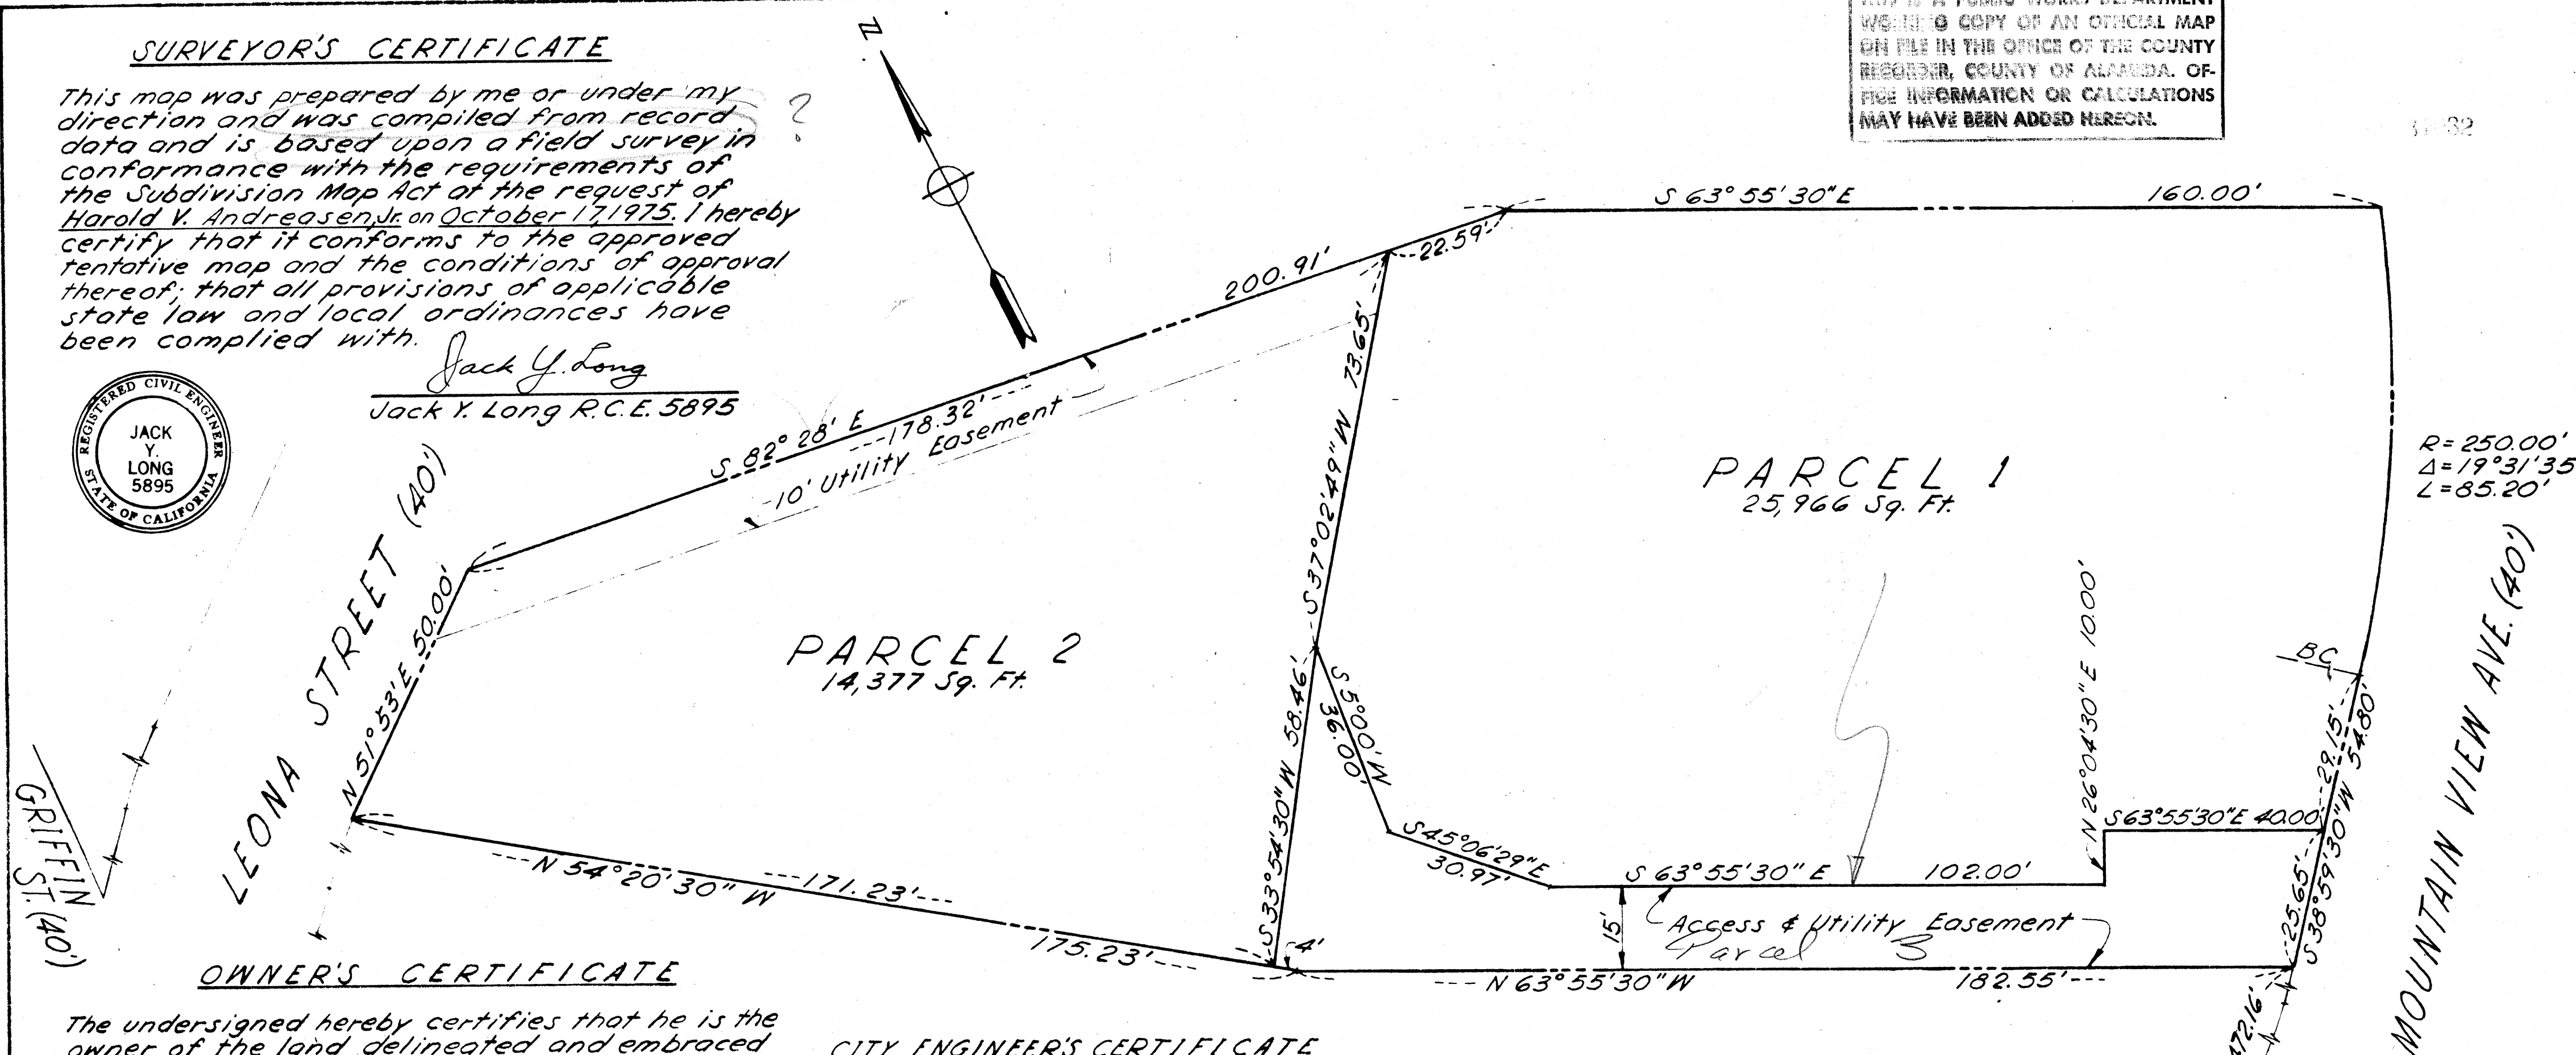 SURVEYOR'S CERTIFICATE
This map was prepared by me or under my
direction and was compiled from record
data and is based upon a field survey in
conformance with the requirements of
the Subdivision Map Act at the request of
Harold V. Andreasen, Jr. on October 17, 1975. I hereby
certify that it conforms to the approved
tentative map and the conditions of approval
thereof; that all provisions of applicable
state law and local ordinances have
been complied with.
?
Jack Y. Long
Jack Y. Long R.C.E. 5895
REGISTERED CIVIL ENGINEER
JACK
Y.
LONG
5895
STATE OF CALIFORNIA
N
THIS IS A PUBLIC WORKS DEPARTMENT
WORKING COPY OF AN OFFICIAL MAP
ON FILE IN THE OFFICE OF THE COUNTY
RECORDER, COUNTY OF ALAMEDA. OF-
FICE INFORMATION OR CALCULATIONS
MAY HAVE BEEN ADDED HEREON.
S 63° 55' 30" E
160.00'
22.59'
200.91'
S 82° 28' E
178.32'
10' Utility Easement
73.65'
S 37° 02' 49" W
PARCEL 1
25,966 Sq. Ft.
R = 250.00'
Δ = 19° 31' 35
L = 85.20'
LEONA STREET (40')
N 51° 53' E 50.00'
PARCEL 2
14,377 Sq. Ft.
S 33° 54' 30" W 58.46'
S 5° 00' 00" W
36.00'
S 45° 06' 29" E
30.97'
S 63° 55' 30" E
102.00'
N 26° 04' 30" E 10.00'
S 63° 55' 30" E 40.00
BC
29.15'
25.65'
S 38° 59' 30" W 54.80'
MOUNTAIN VIEW AVE. (40')
GRIFFIN
ST. (40')
N 54° 20' 30" W
171.23'
175.23'
4'
15'
Access & Utility Easement
Parcel 3
N 63° 55' 30" W
182.55'
472.16'
OWNER'S CERTIFICATE
The undersigned hereby certifies that he is the
owner of the land delineated and embraced
CITY ENGINEER'S CERTIFICATE